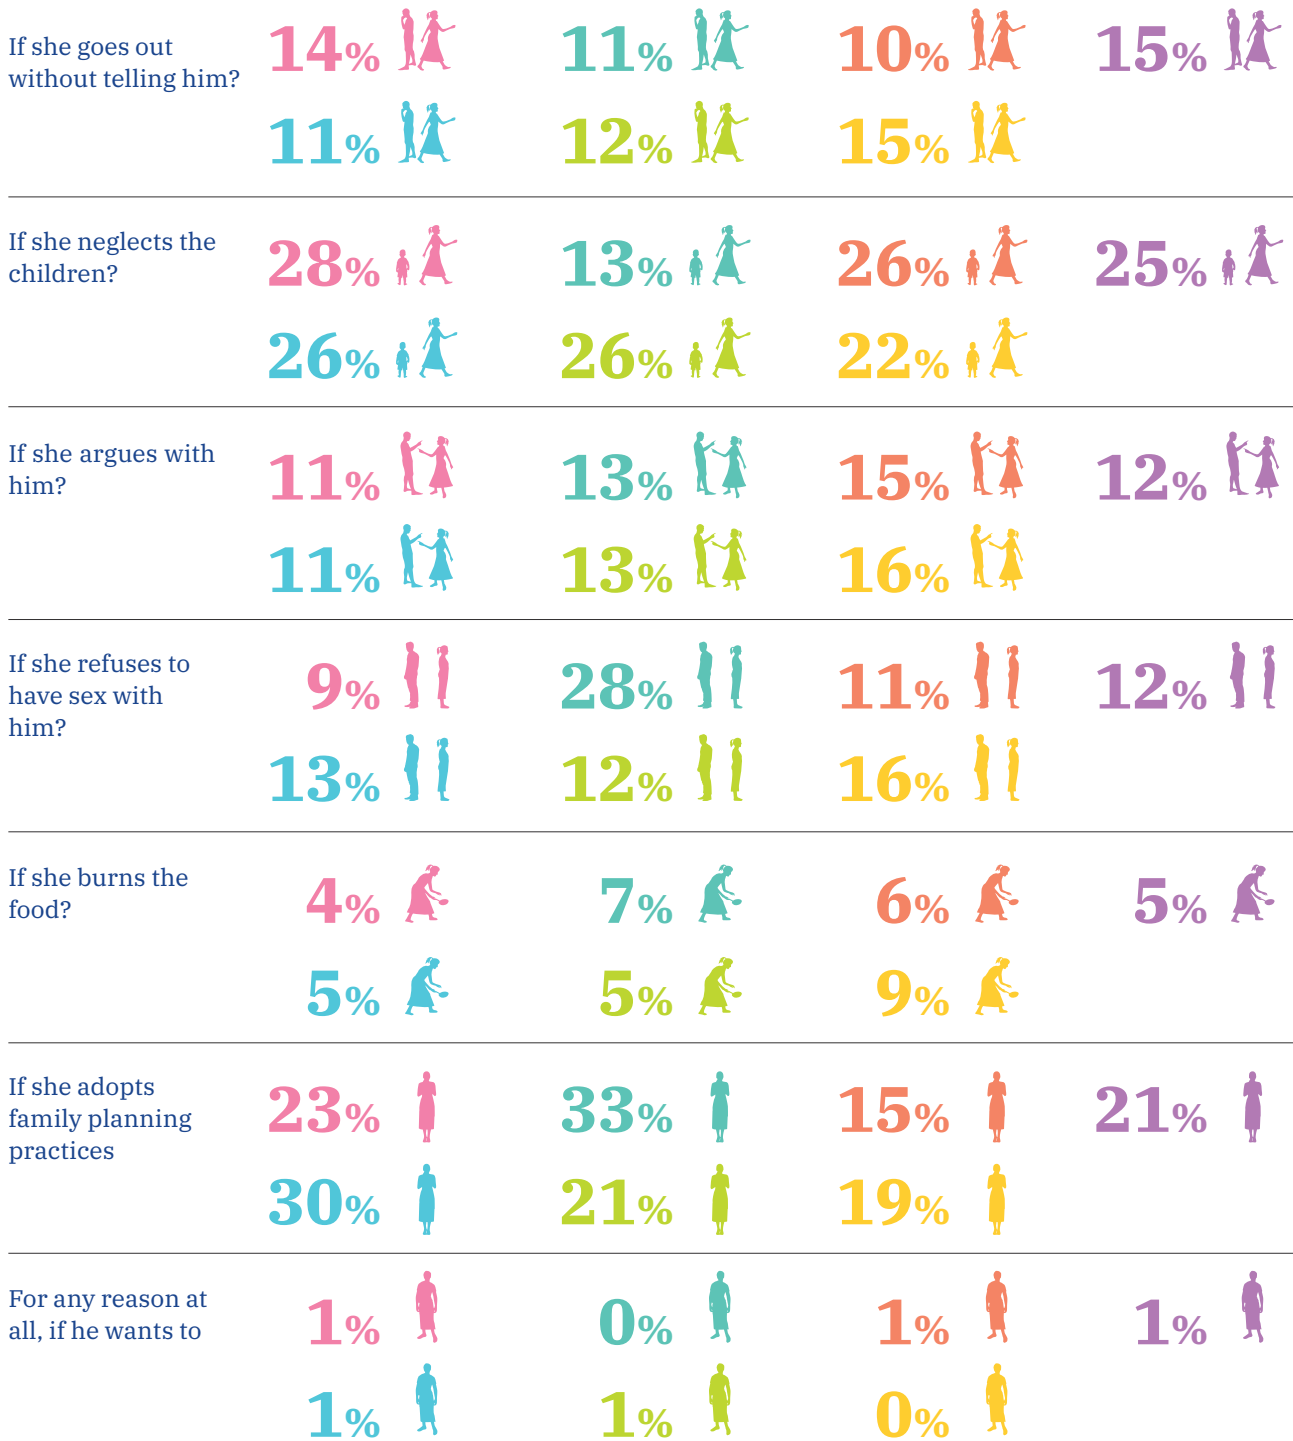 If she goes out
without telling him?
14% 11% 10% 15%
11% 12% 15%
If she neglects the
children?
28% 13% 26% 25%
26% 26% 22%
If she argues with
him?
11% 13% 15% 12%
11% 13% 16%
If she refuses to
have sex with
him?
9% 28% 11% 12%
13% 12% 16%
If she burns the
food?
4% 7% 6% 5%
5% 5% 9%
If she adopts
family planning
practices
23% 33% 15% 21%
30% 21% 19%
For any reason at
all, if he wants to
1% 0% 1% 1%
1% 1% 0%